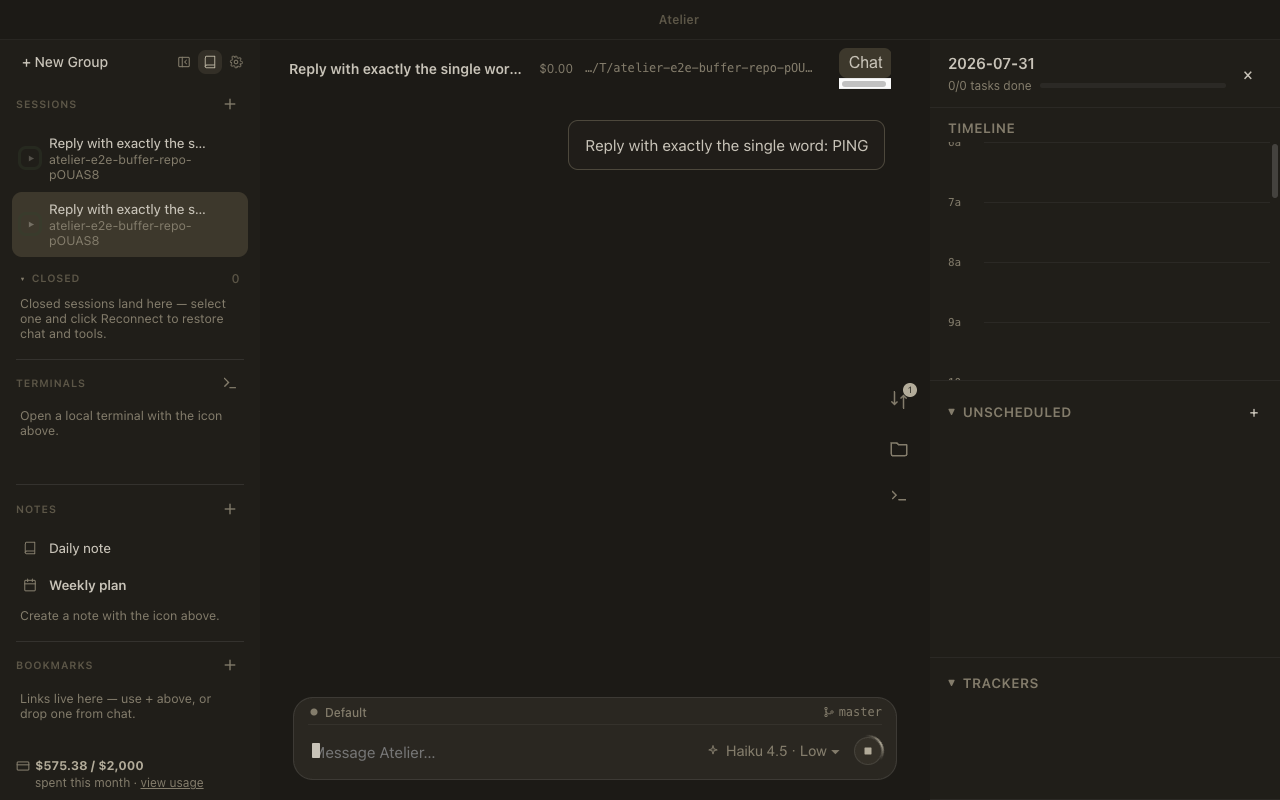 Atelier
+ New Group
SESSIONS
Reply with exactly the s...
atelier-e2e-buffer-repo-
pOUAS8
Reply with exactly the s...
atelier-e2e-buffer-repo-
pOUAS8
CLOSED 0
Closed sessions land here — select
one and click Reconnect to restore
chat and tools.
TERMINALS
Open a local terminal with the icon
above.
NOTES
Daily note
Weekly plan
Create a note with the icon above.
BOOKMARKS
Links live here — use + above, or
drop one from chat.
$575.38 / $2,000
spent this month · view usage
Reply with exactly the single wor... $0.00 …/T/atelier-e2e-buffer-repo-pOU… Chat
Reply with exactly the single word: PING
1
Default master
Message Atelier...
Haiku 4.5 · Low
2026-07-31
0/0 tasks done
TIMELINE
6a
7a
8a
9a
UNSCHEDULED +
TRACKERS